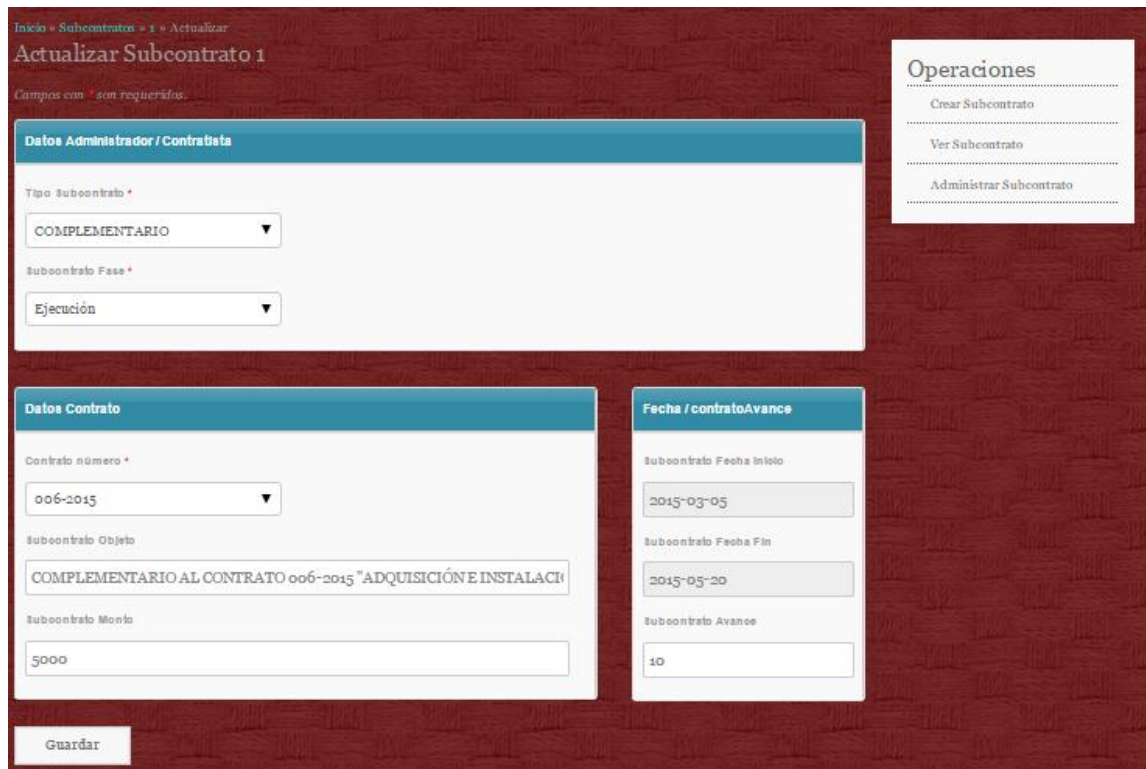 Inicio » Subcontratos » 1 » Actualizar
Actualizar Subcontrato 1
Campos con * son requeridos.
Datos Administrador / Contratista
Tipo Subcontrato *
COMPLEMENTARIO
Subcontrato Fase *
Ejecución
Datos Contrato
Contrato número *
006-2015
Subcontrato Objeto
COMPLEMENTARIO AL CONTRATO 006-2015 "ADQUISICIÓN E INSTALACI
Subcontrato Monto
5000
Fecha / contratoAvance
Subcontrato Fecha Inicio
2015-03-05
Subcontrato Fecha Fin
2015-05-20
Subcontrato Avance
10
Guardar
Operaciones
Crear Subcontrato
Ver Subcontrato
Administrar Subcontrato